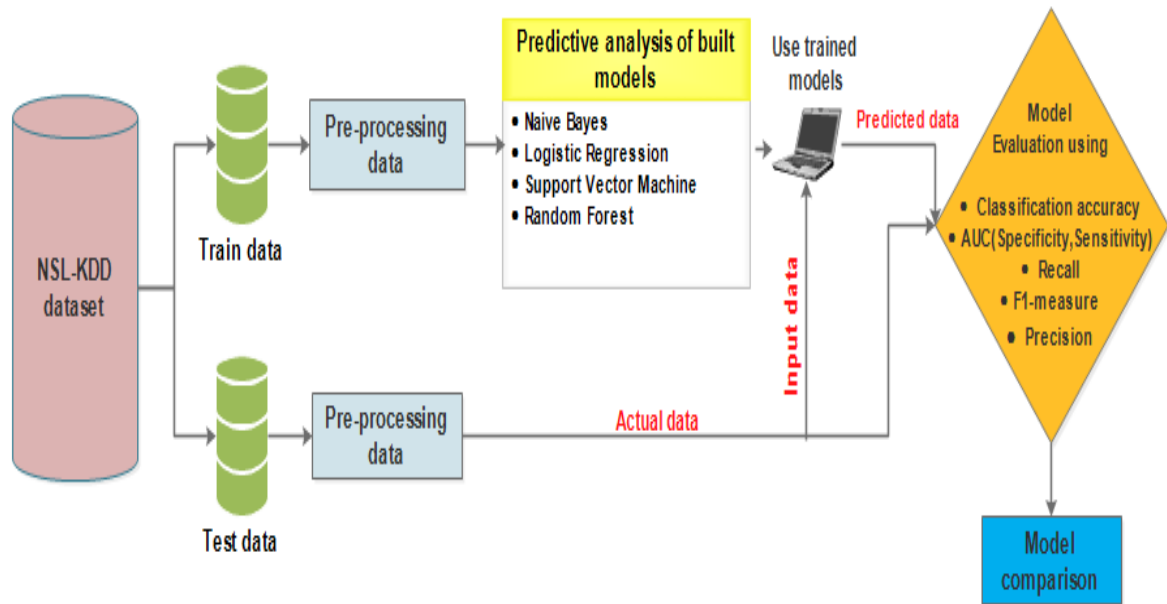 NSL-KDD
dataset
Train data
Pre-processing
data
Predictive analysis of built
models
• Naive Bayes
• Logistic Regression
• Support Vector Machine
• Random Forest
Use trained
models
Predicted data
Input data
Test data
Pre-processing
data
Actual data
Model
Evaluation using
• Classification accuracy
• AUC(Specificity,Sensitivity)
• Recall
• F1-measure
• Precision
Model
comparison